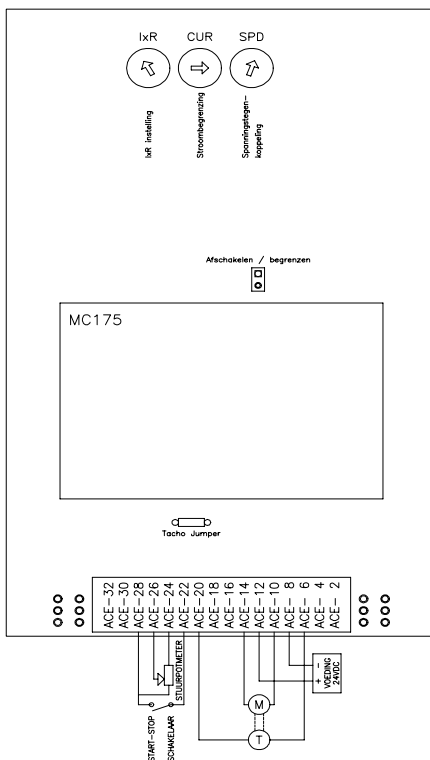 IxR CUR SPD
IxR instelling
Stroombegrenzing
Spanningstegen-
koppeling
Afschakelen / begrenzen
MC175
Tacho Jumper
ACE-32
ACE-30
ACE-28
ACE-26
ACE-24
ACE-22
ACE-20
ACE-18
ACE-16
ACE-14
ACE-12
ACE-10
ACE-8
ACE-6
ACE-4
ACE-2
START-STOP
SCHAKELAAR
STUURPOTMETER
M
T
- +
VOEDING
24VDC